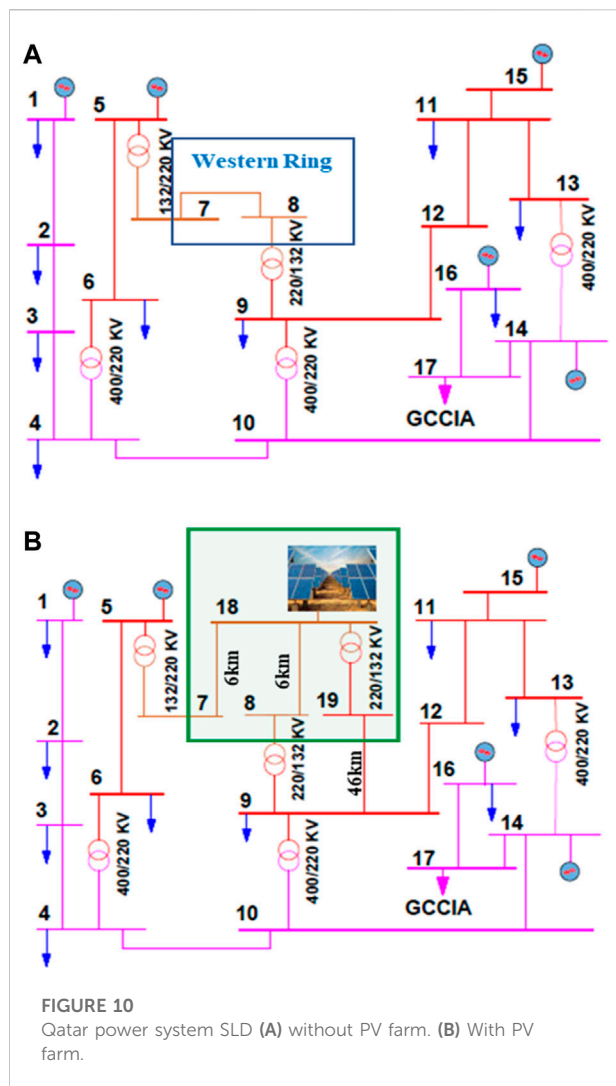 A
1
5
15
11
132/220 KV
Western Ring
7
8
13
2
220/132 KV
12
400/220 KV
6
16
3
9
14
400/220 KV
400/220 KV
17
4
10
GCCIA
B
1
5
18
15
11
132/220 KV
6km
6km
220/132 KV
7
8
19
13
2
220/132 KV
12
400/220 KV
6
46km
16
3
9
14
400/220 KV
400/220 KV
17
4
10
GCCIA
FIGURE 10
Qatar power system SLD (A) without PV farm. (B) With PV
farm.